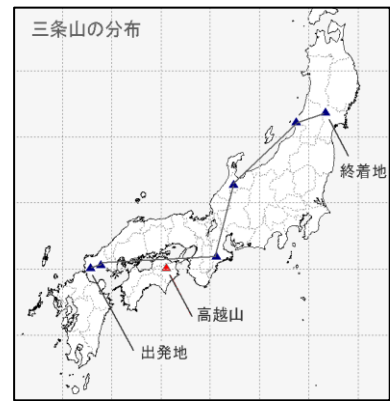 三条山の分布
終着地
高越山
出発地